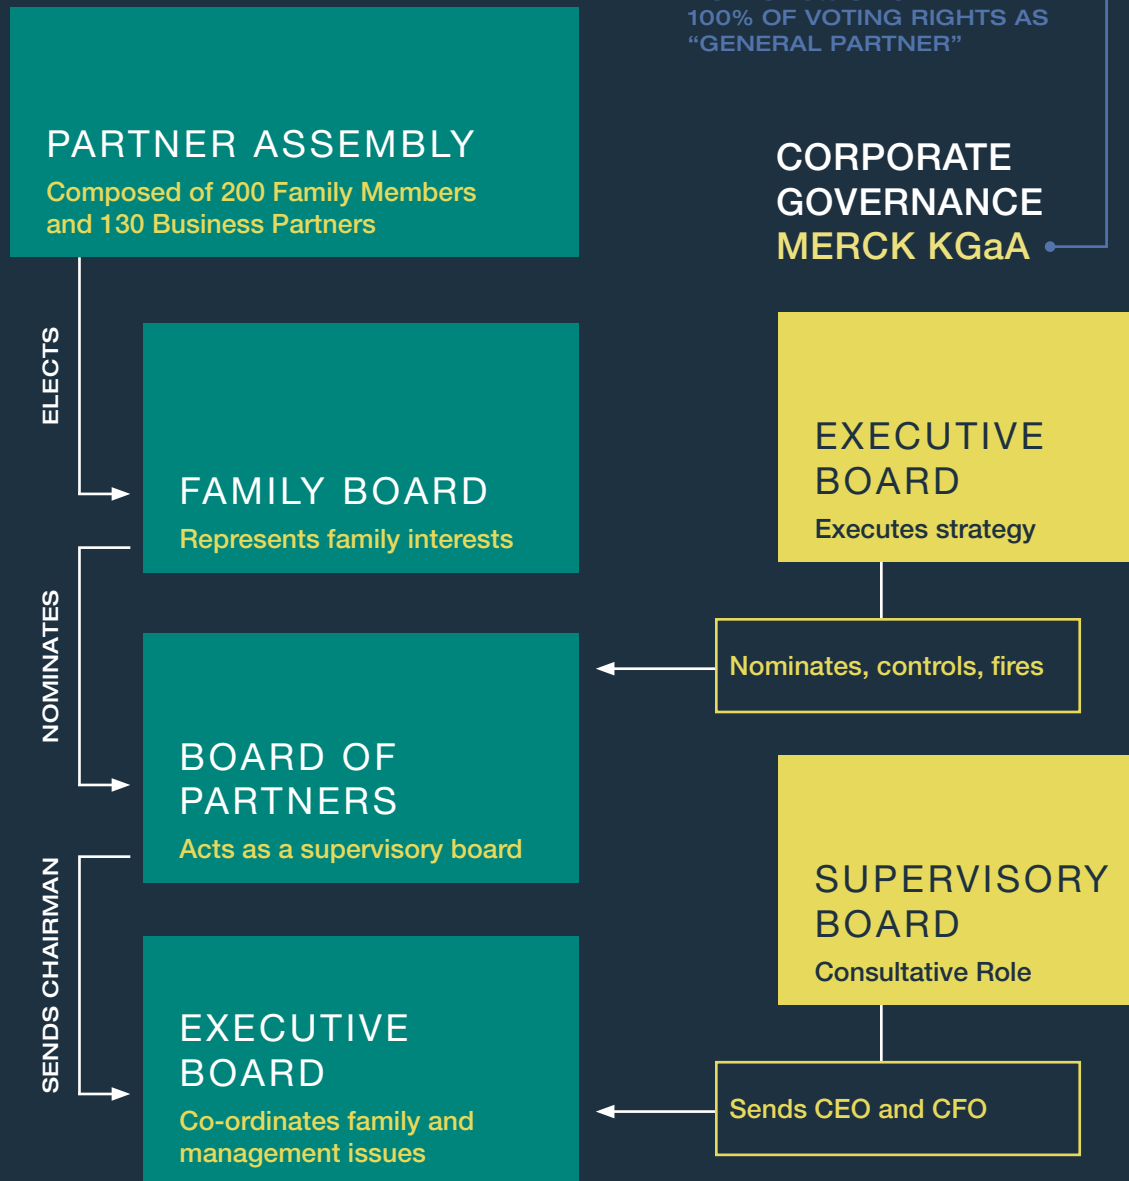 100% OF VOTING RIGHTS AS
“GENERAL PARTNER”
PARTNER ASSEMBLY
Composed of 200 Family Members
and 130 Business Partners
CORPORATE
GOVERNANCE
MERCK KGaA
ELECTS
FAMILY BOARD
Represents family interests
EXECUTIVE
BOARD
Executes strategy
NOMINATES
Nominates, controls, fires
BOARD OF
PARTNERS
Acts as a supervisory board
SUPERVISORY
BOARD
Consultative Role
SENDS CHAIRMAN
EXECUTIVE
BOARD
Co-ordinates family and
management issues
Sends CEO and CFO